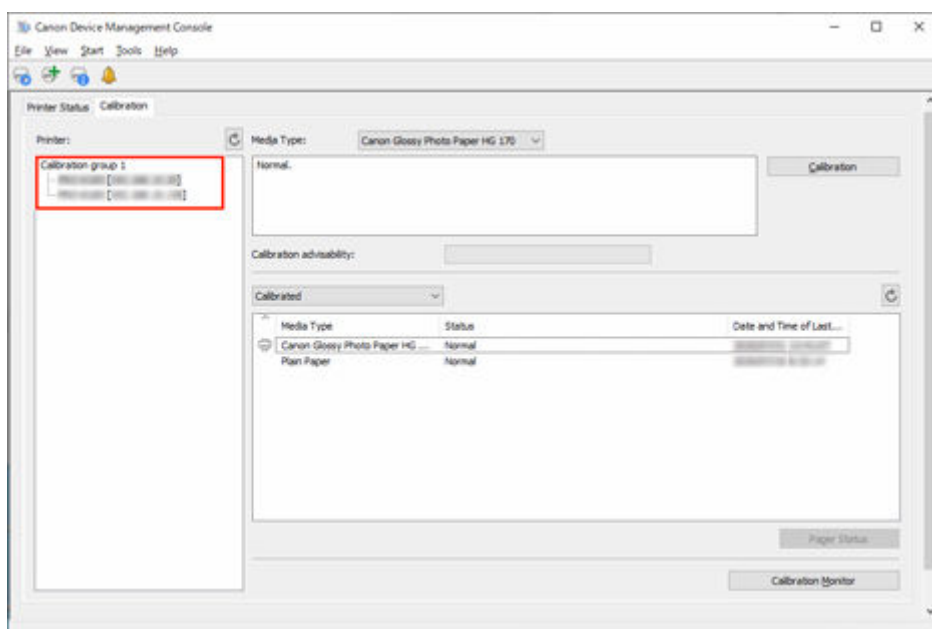 Canon Device Management Console
File View Start Tools Help
Printer Status Calibration
Printer: Media Type: Canon Glossy Photo Paper HG 170
Calibration group 1
Normal.
Calibration
Calibration advisability:
Calibrated
Media Type Status Date and Time of Last...
Canon Glossy Photo Paper HG ... Normal
Plain Paper Normal
Paper Status
Calibration Monitor